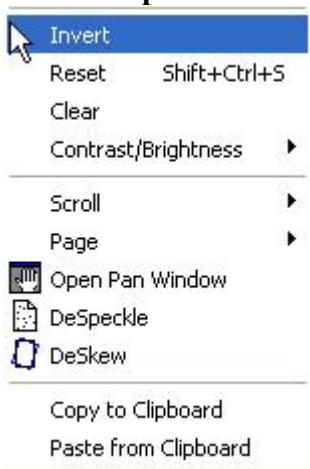 Invert
Reset Shift+Ctrl+S
Clear
Contrast/Brightness
Scroll
Page
Open Pan Window
DeSpeckle
DeSkew
Copy to Clipboard
Paste from Clipboard